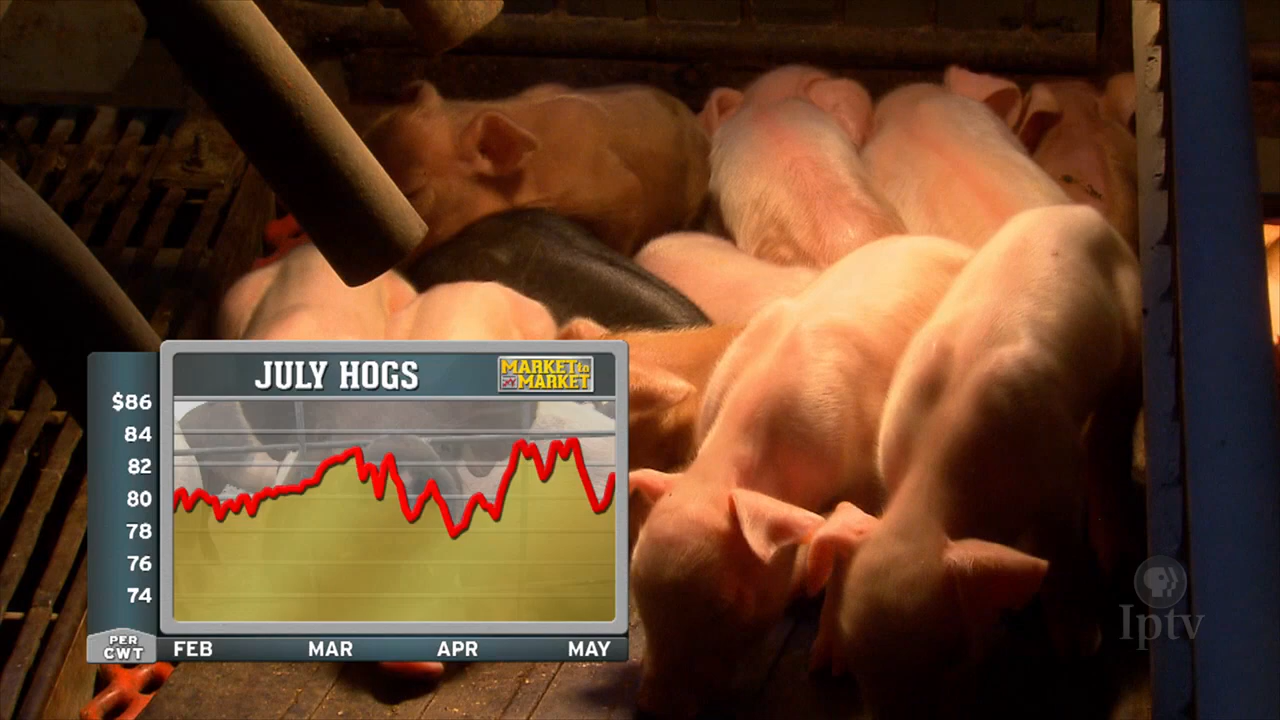 JULY HOGS
MARKET to
MARKET
$86
84
82
80
78
76
74
PER
CWT
FEB MAR APR MAY
Iptv